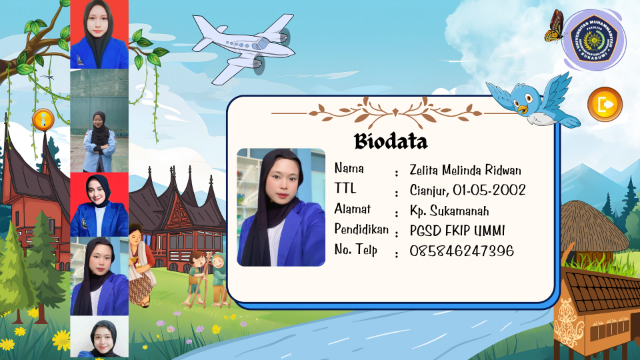 Biodata
Nama : Zelita Melinda Ridwan
TTL : Cianjur, 01-05-2002
Alamat : Kp. Sukamanah
Pendidikan : PGSD FKIP UMMI
No. Telp : 085846247396